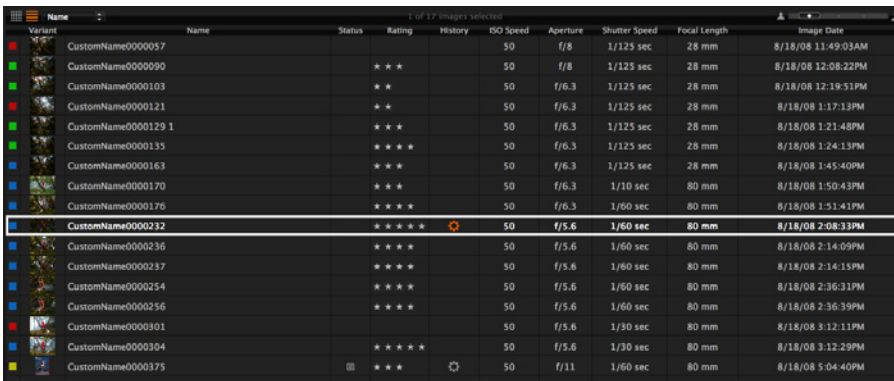 Name 1 of 17 images selected
Variant Name Status Rating History ISO Speed Aperture Shutter Speed Focal Length Image Date
CustomName0000057 50 f/8 1/125 sec 28 mm 8/18/08 11:49:03AM
CustomName0000090 ★ ★ ★ 50 f/8 1/125 sec 28 mm 8/18/08 12:08:22PM
CustomName0000103 ★ ★ 50 f/6.3 1/125 sec 28 mm 8/18/08 12:19:51PM
CustomName0000121 ★ ★ 50 f/6.3 1/125 sec 28 mm 8/18/08 1:17:13PM
CustomName0000129 1 ★ ★ ★ 50 f/6.3 1/125 sec 28 mm 8/18/08 1:21:48PM
CustomName0000135 ★ ★ ★ ★ 50 f/6.3 1/125 sec 28 mm 8/18/08 1:24:13PM
CustomName0000163 ★ ★ ★ 50 f/6.3 1/125 sec 28 mm 8/18/08 1:45:40PM
CustomName0000170 ★ ★ ★ 50 f/6.3 1/10 sec 80 mm 8/18/08 1:50:43PM
CustomName0000176 ★ ★ ★ ★ 50 f/6.3 1/60 sec 80 mm 8/18/08 1:51:41PM
CustomName0000232 ★ ★ ★ ★ ★ 50 f/5.6 1/60 sec 80 mm 8/18/08 2:08:33PM
CustomName0000236 ★ ★ ★ ★ 50 f/5.6 1/60 sec 80 mm 8/18/08 2:14:09PM
CustomName0000237 ★ ★ ★ ★ 50 f/5.6 1/60 sec 80 mm 8/18/08 2:14:15PM
CustomName0000254 ★ ★ ★ ★ 50 f/5.6 1/60 sec 80 mm 8/18/08 2:36:31PM
CustomName0000256 ★ ★ ★ ★ 50 f/5.6 1/60 sec 80 mm 8/18/08 2:36:39PM
CustomName0000301 50 f/5.6 1/30 sec 80 mm 8/18/08 3:12:11PM
CustomName0000304 ★ ★ ★ ★ ★ 50 f/5.6 1/30 sec 80 mm 8/18/08 3:12:29PM
CustomName0000375 ★ ★ ★ 50 f/11 1/60 sec 80 mm 8/18/08 5:04:40PM